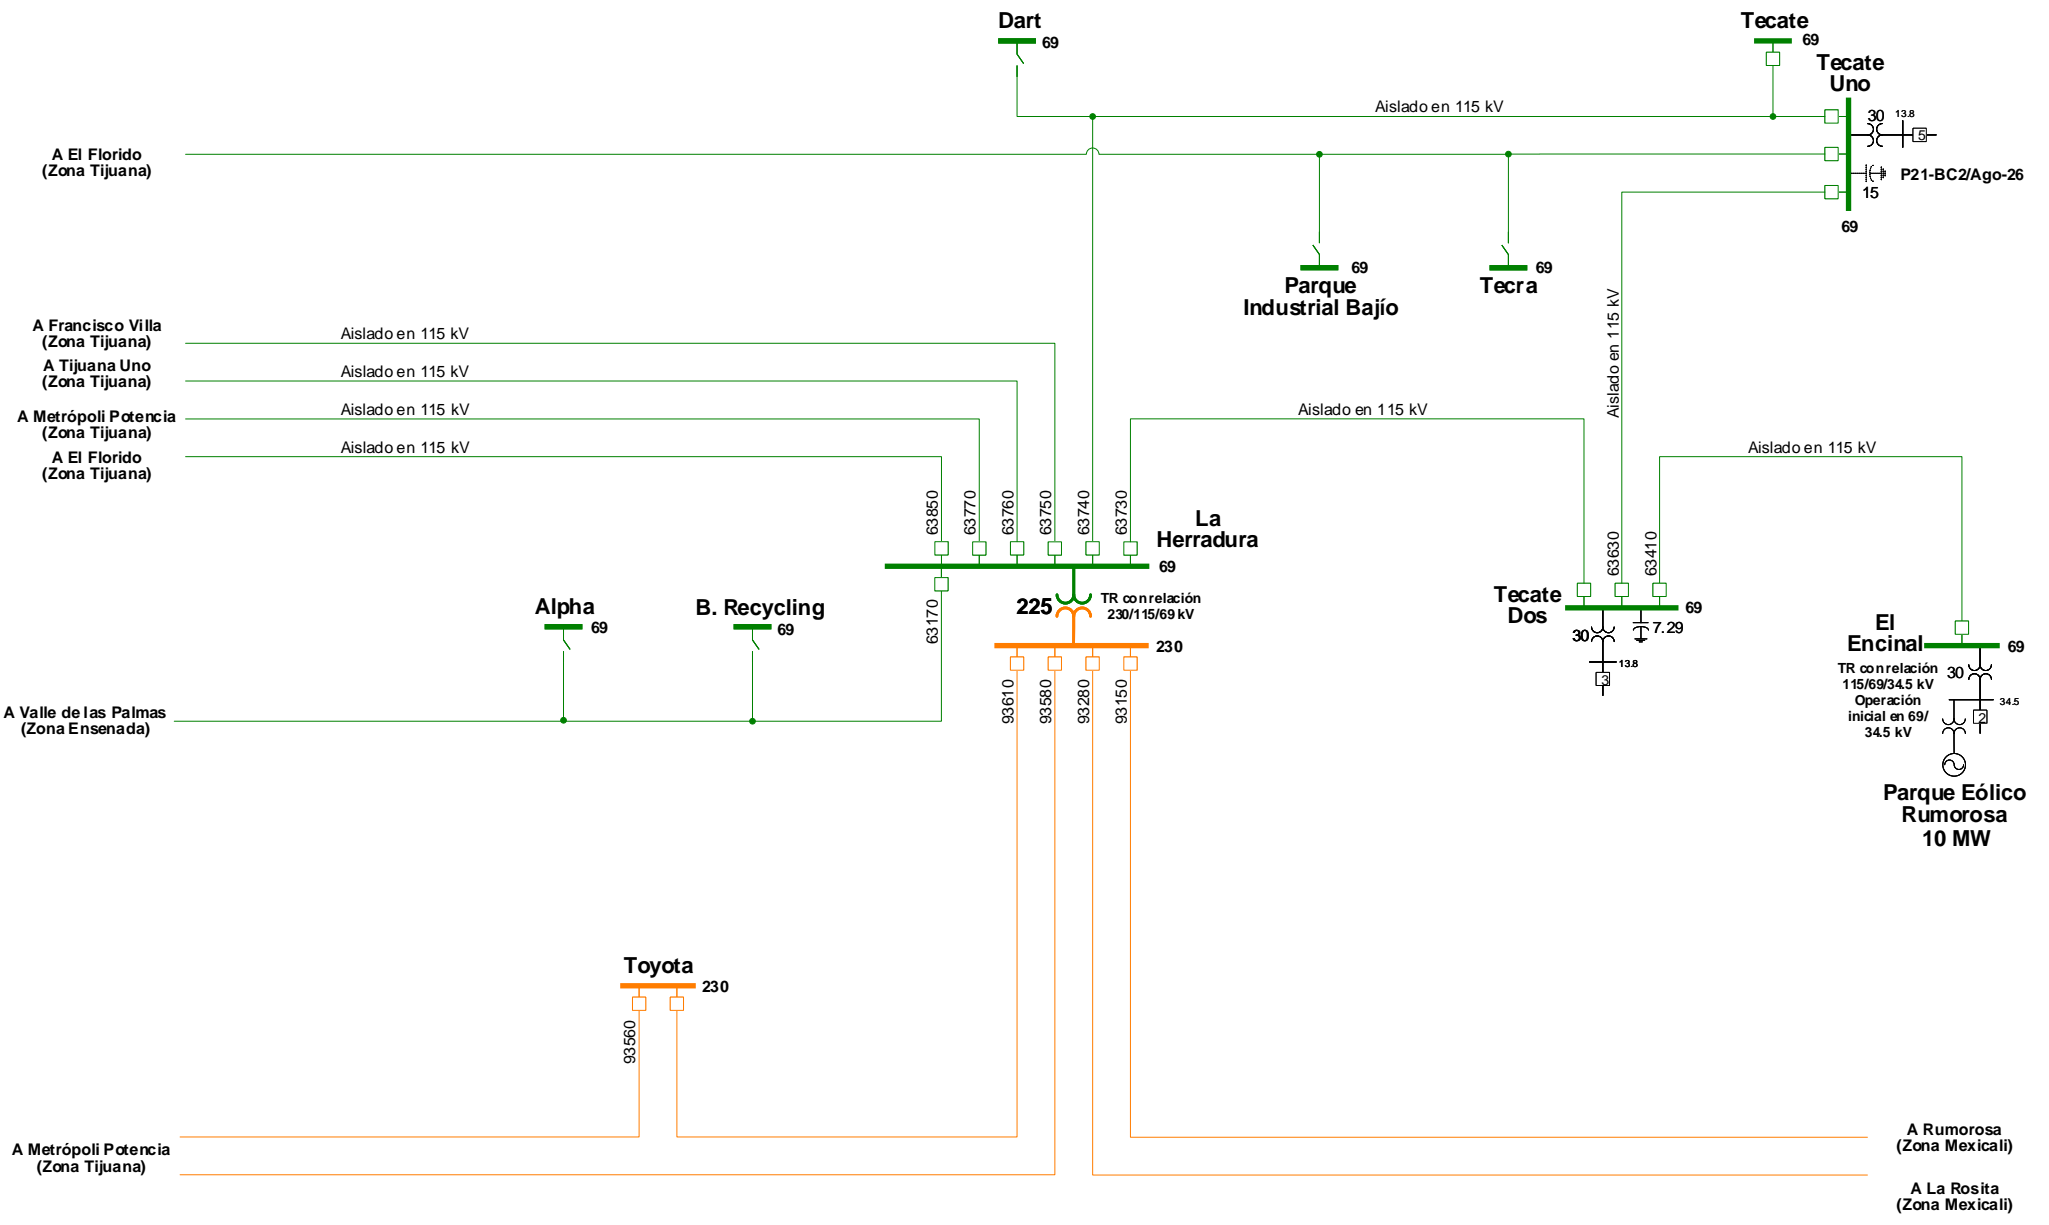 Dart
69
Tecate
69
Tecate
Uno
Aislado en 115 kV
30
13.8
5
A El Florido
(Zona Tijuana)
P21-BC2/Ago-26
15
69
69
Parque
Industrial Bajío
69
Tecra
Aislado en 115 kV
A Francisco Villa
(Zona Tijuana)
Aislado en 115 kV
A Tijuana Uno
(Zona Tijuana)
Aislado en 115 kV
A Metrópoli Potencia
(Zona Tijuana)
Aislado en 115 kV
A El Florido
(Zona Tijuana)
Aislado en 115 kV
Aislado en 115 kV
Aislado en 115 kV
63850
63770
63760
63750
63740
63730
La
Herradura
69
63170
225
TR con relación
230/115/69 kV
230
93610
93580
93280
93150
Alpha
69
B. Recycling
69
A Valle de las Palmas
(Zona Ensenada)
63630
63410
Tecate
Dos
69
30
7.29
13.8
3
El
Encinal
69
TR con relación
115/69/34.5 kV
Operación
inicial en 69/
34.5 kV
30
34.5
2
Parque Eólico
Rumorosa
10 MW
Toyota
230
93560
A Metrópoli Potencia
(Zona Tijuana)
A Rumorosa
(Zona Mexicali)
A La Rosita
(Zona Mexicali)